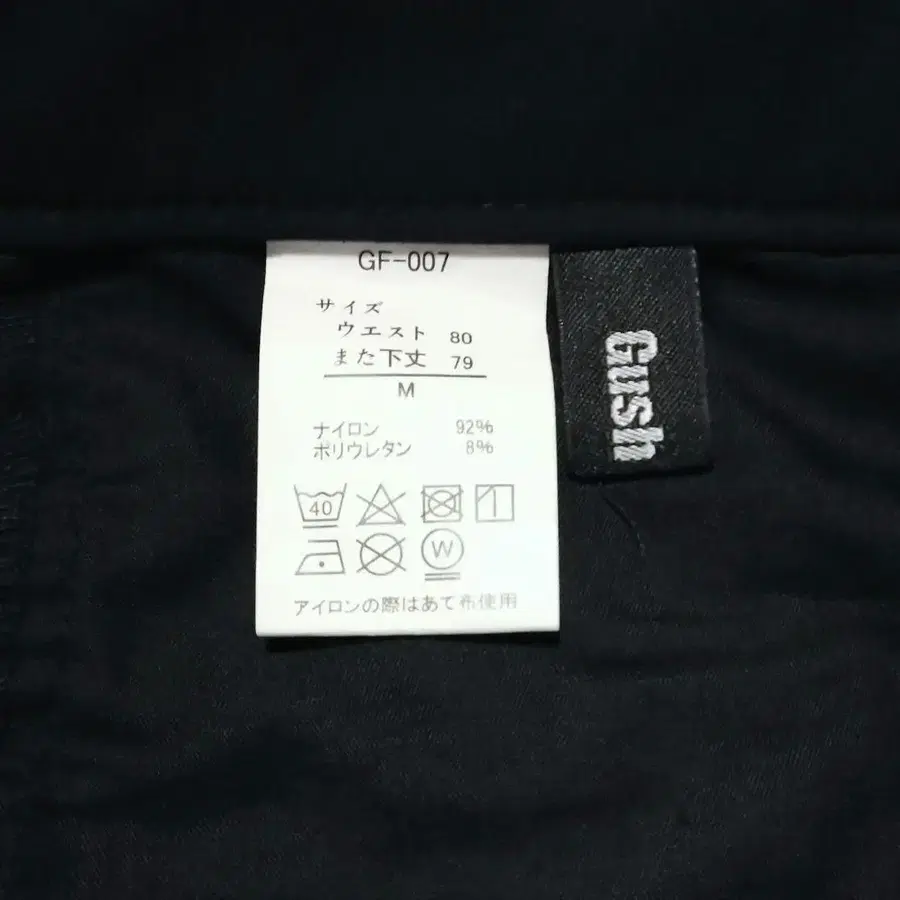 GF-007
サイズ
ウエスト 80
また下丈 79
M
ナイロン 92%
ポリウレタン 8%
40
W
アイロンの際はあて布使用
Gush